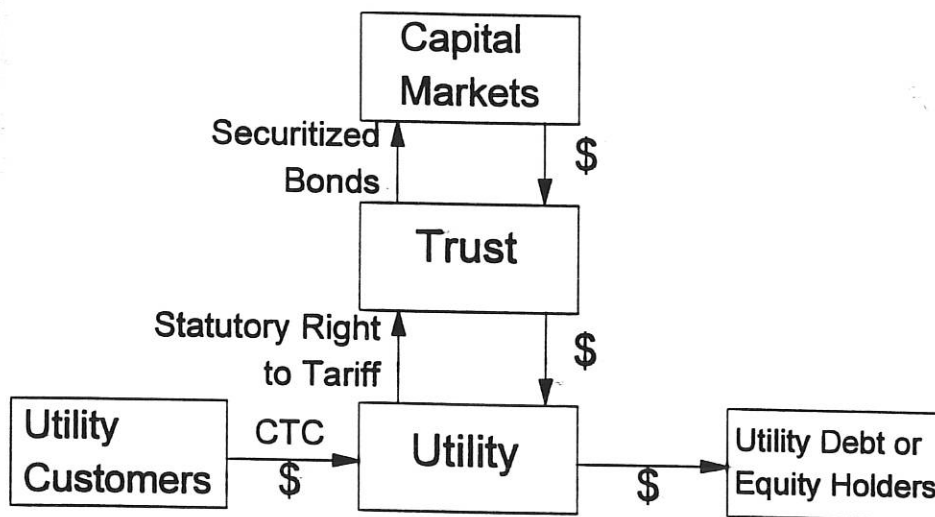 Capital
Markets
Securitized
Bonds
$
Trust
Statutory Right
to Tariff
$
Utility
Customers
CTC
$
Utility
$
Utility Debt or
Equity Holders